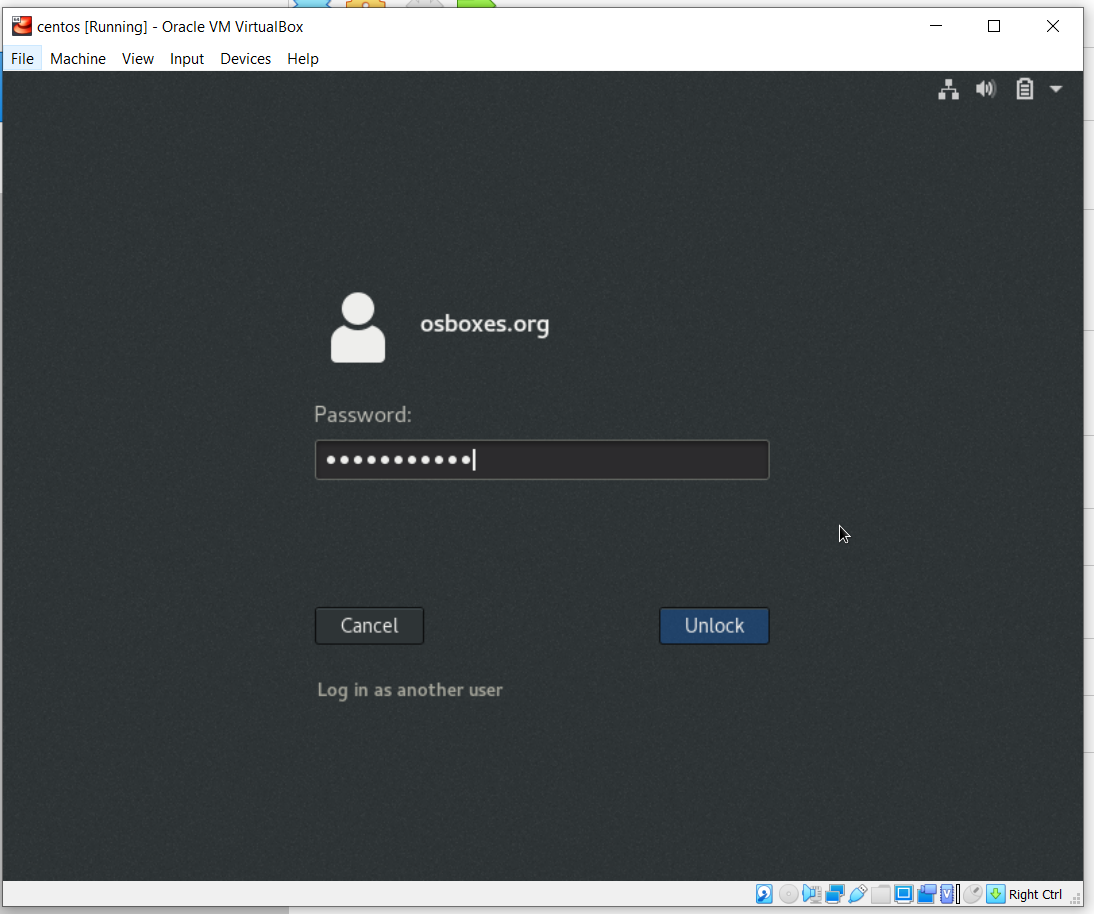 centos [Running] - Oracle VM VirtualBox
File Machine View Input Devices Help
osboxes.org
Password:
Cancel Unlock
Log in as another user
Right Ctrl